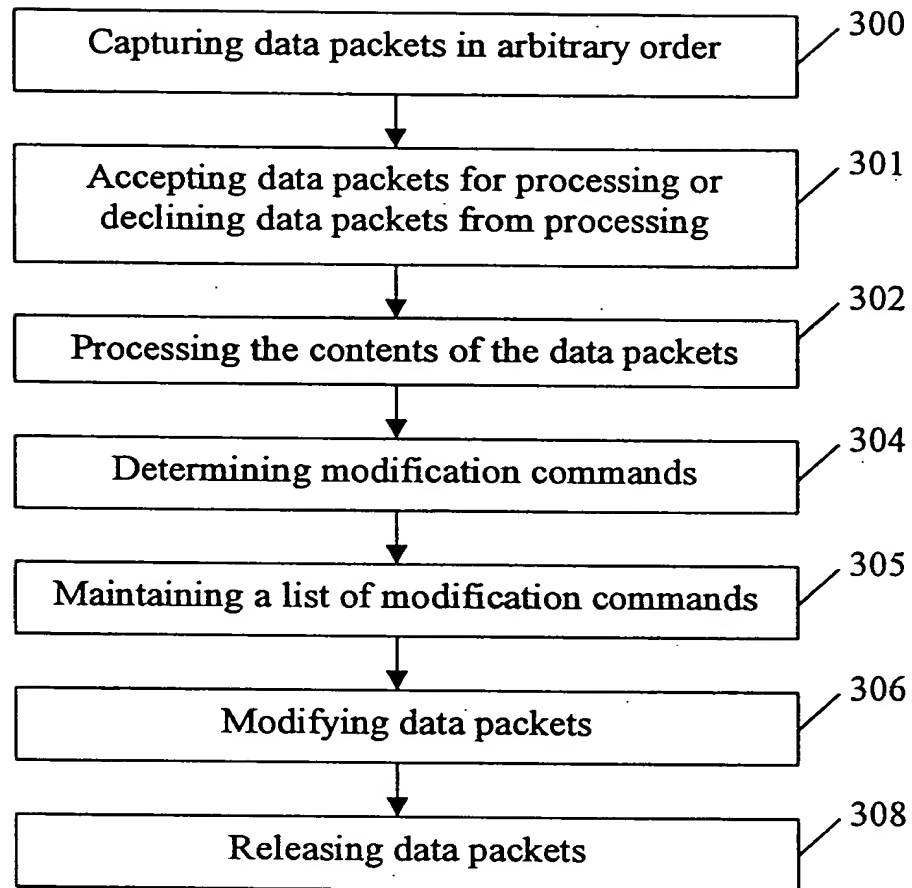 Capturing data packets in arbitrary order
300
Accepting data packets for processing or
declining data packets from processing
301
Processing the contents of the data packets
302
Determining modification commands
304
Maintaining a list of modification commands
305
Modifying data packets
306
Releasing data packets
308